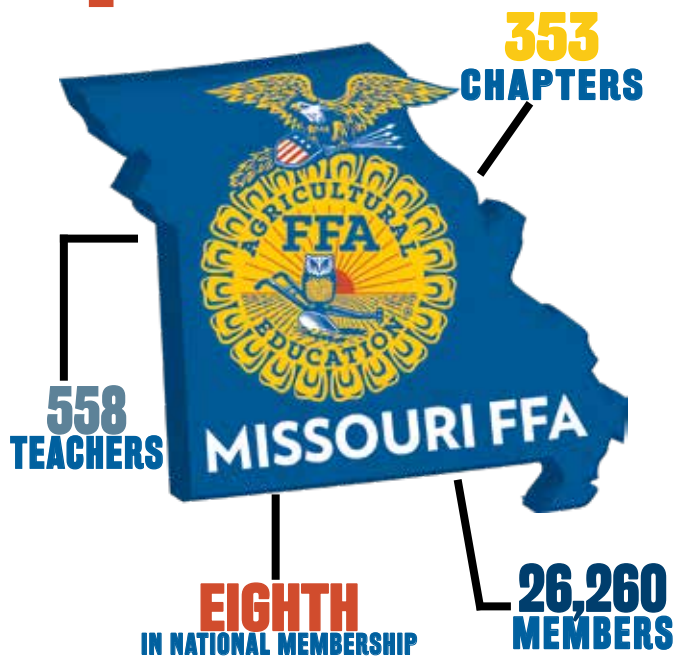 353
CHAPTERS
AGRICULTURAL
FFA
EDUCATION
MISSOURI FFA
558
TEACHERS
EIGHTH
IN NATIONAL MEMBERSHIP
26,260
MEMBERS